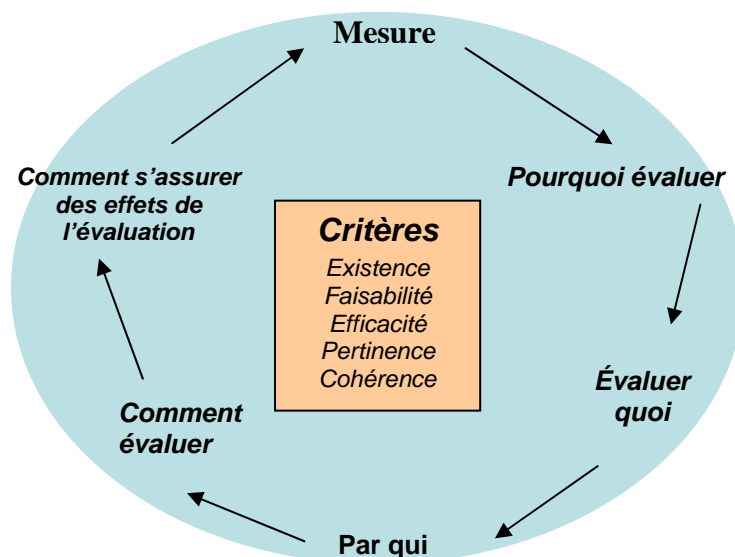 Mesure
Pourquoi évaluer
Évaluer
quoi
Par qui
Comment
évaluer
Comment s’assurer
des effets de
l’évaluation
Critères
Existence
Faisabilité
Efficacité
Pertinence
Cohérence